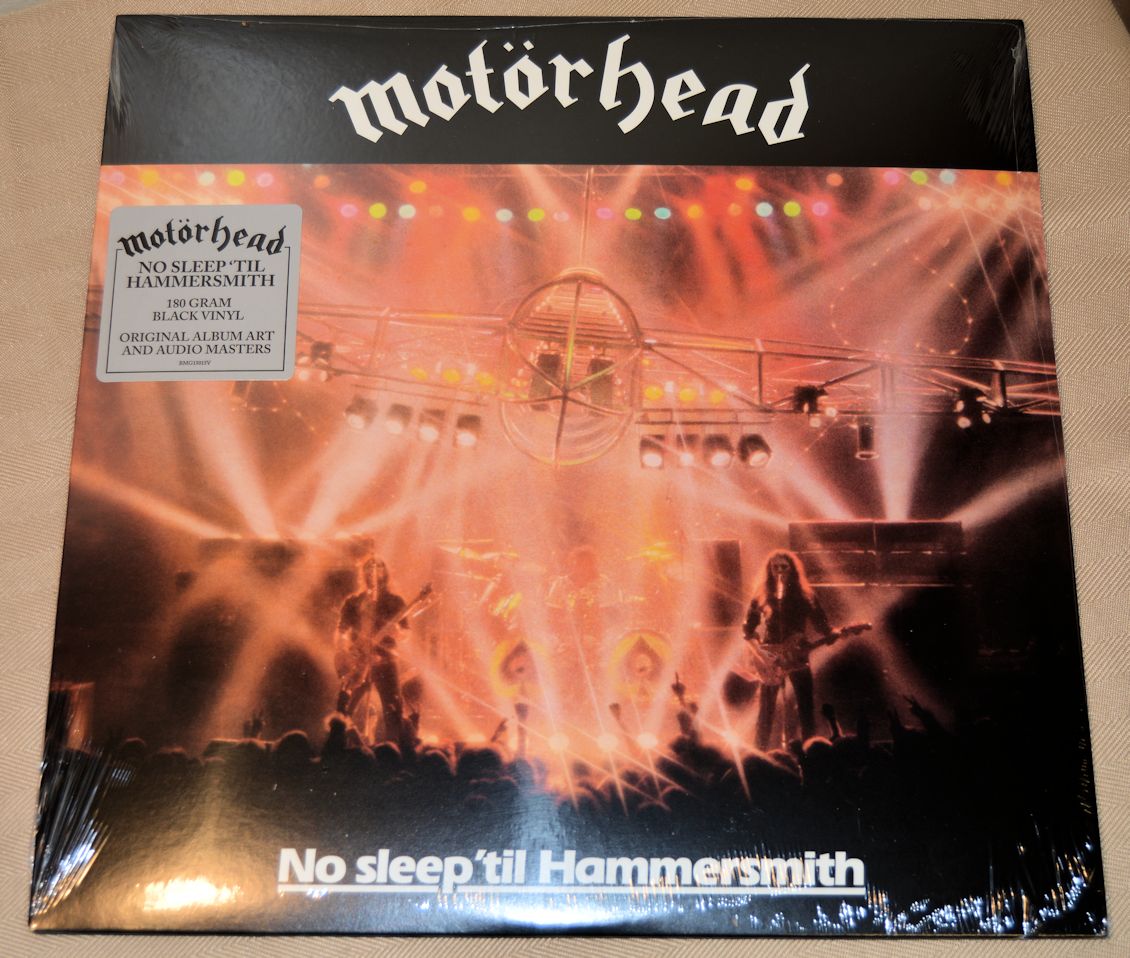 motörhead
motörhead
NO SLEEP 'TIL
HAMMERSMITH
180 GRAM
BLACK VINYL
ORIGINAL ALBUM ART
AND AUDIO MASTERS
No sleep 'til Hammersmith